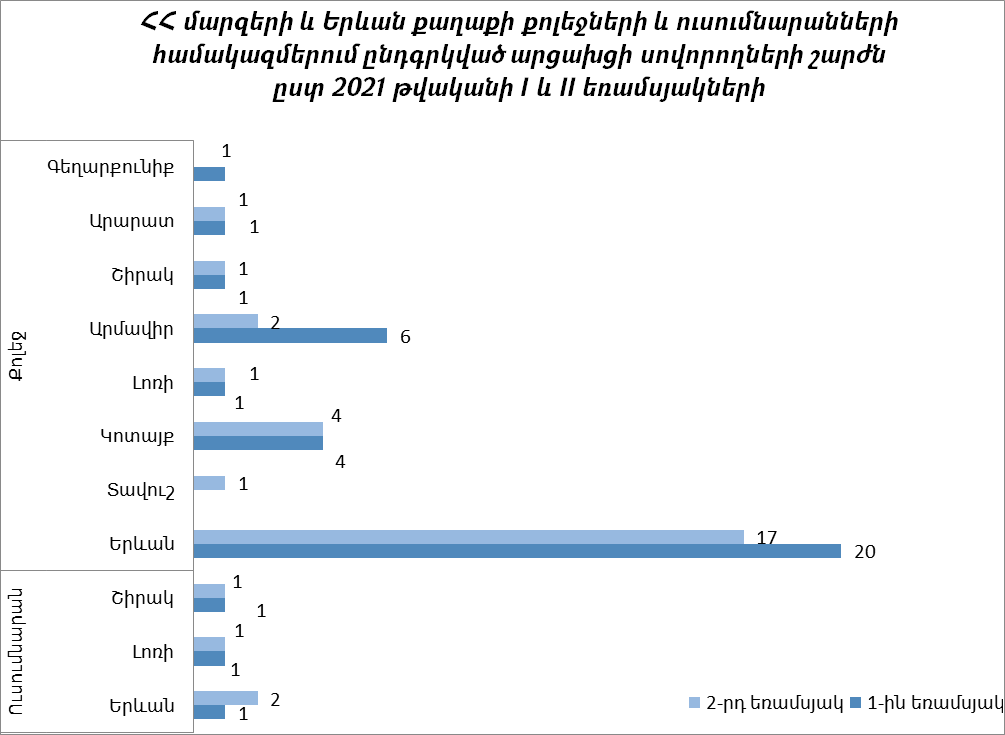 ՀՀ մարզերի և Երևան քաղաքի քոլեջների և ուսումնարանների
համակազմերում ընդգրկված արցախցի սովորողների շարժն
ըստ 2021 թվականի I և II եռամսյակների
Քոլեջ
Գեղարքունիք
1
Արարատ
1
1
Շիրակ
1
1
Արմավիր
2
6
Լոռի
1
1
Կոտայք
4
4
Տավուշ
1
Երևան
17
20
Ուսումնարան
Շիրակ
1
1
Լոռի
1
1
Երևան
2
1
2-րդ եռամսյակ
1-ին եռամսյակ